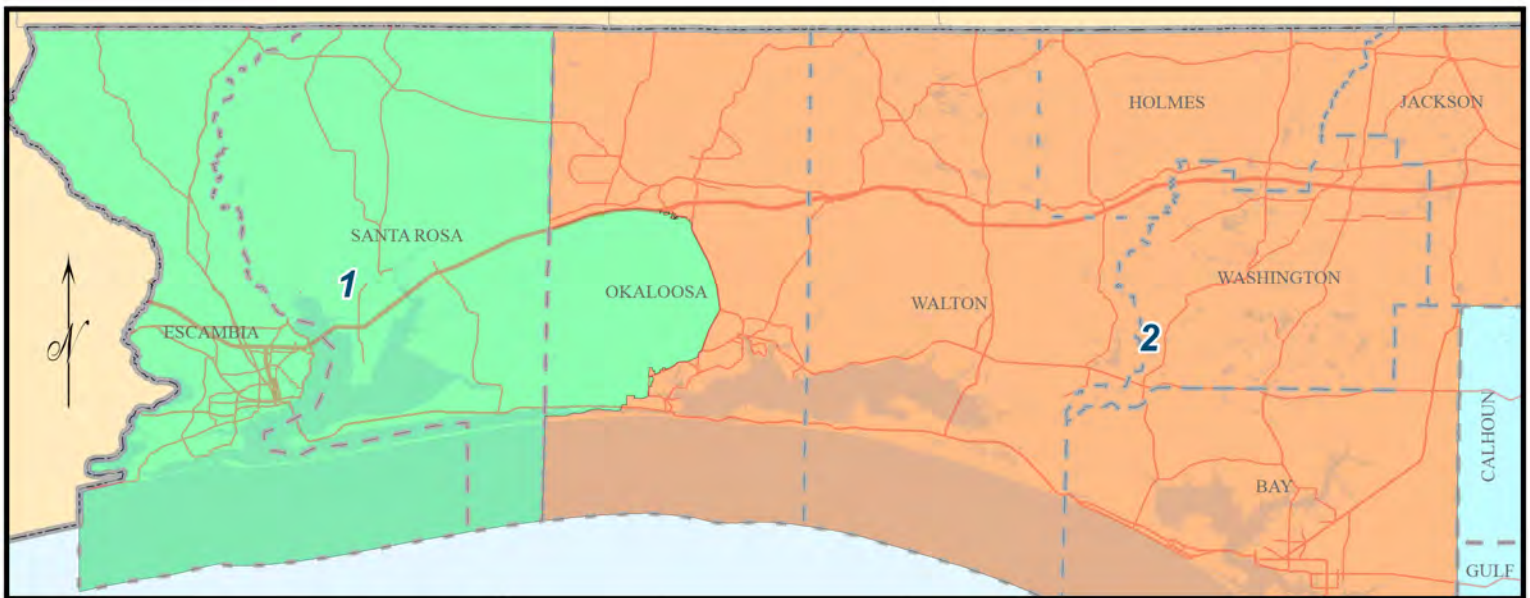 HOLMES
JACKSON
SANTA ROSA
1
OKALOOSA
WALTON
WASHINGTON
ESCAMBIA
2
N
CALHOUN
BAY
GULF